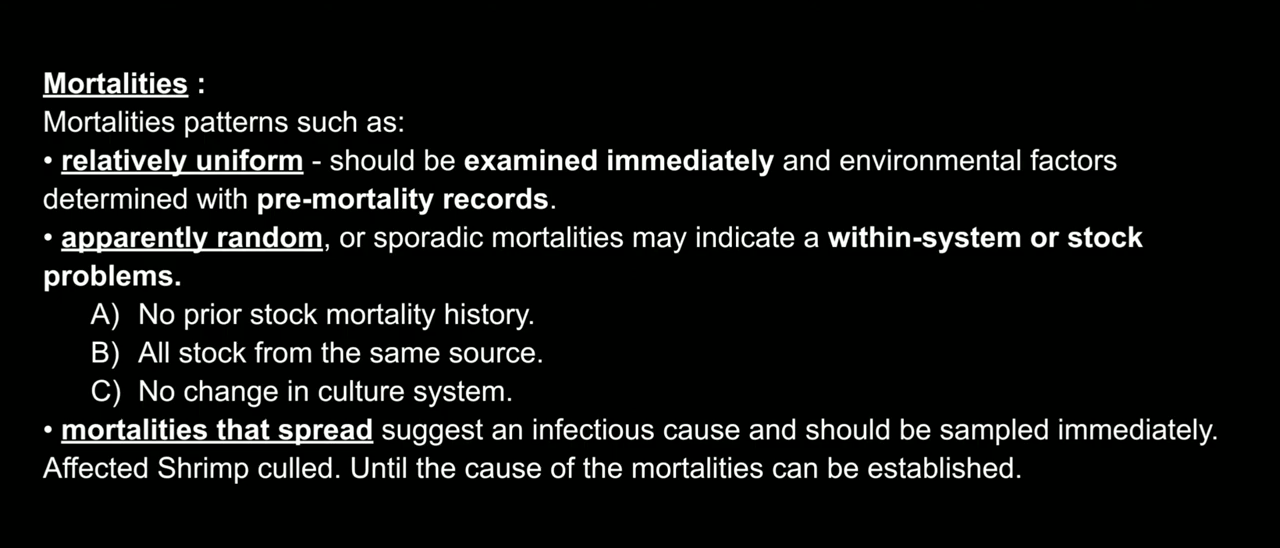 Mortalities :
Mortalities patterns such as:
• relatively uniform - should be examined immediately and environmental factors
determined with pre-mortality records.
• apparently random, or sporadic mortalities may indicate a within-system or stock
problems.
A) No prior stock mortality history.
B) All stock from the same source.
C) No change in culture system.
• mortalities that spread suggest an infectious cause and should be sampled immediately.
Affected Shrimp culled. Until the cause of the mortalities can be established.